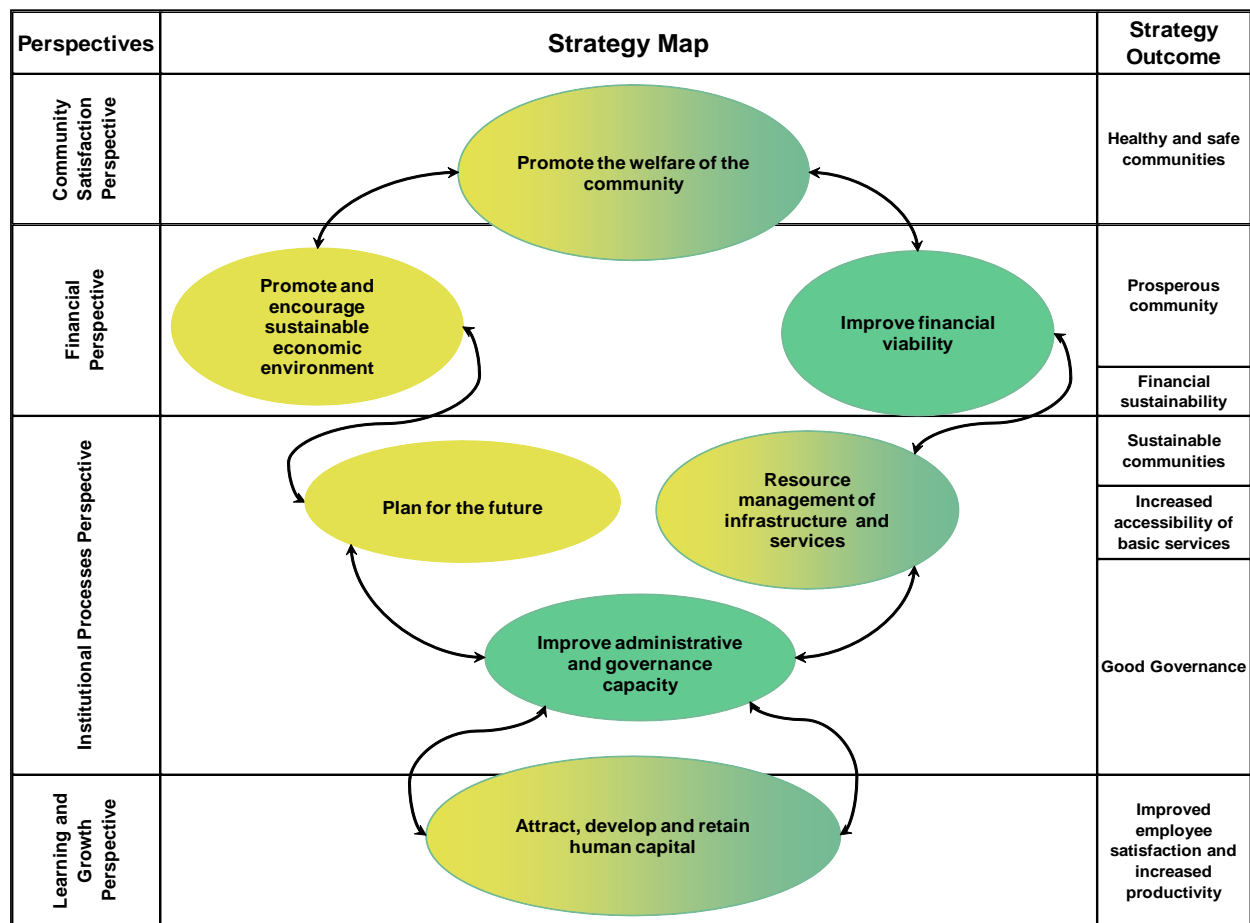 Perspectives
Strategy Map
Strategy
Outcome
Community
Satisfaction
Perspective
Promote the welfare of the
community
Healthy and safe
communities
Financial
Perspective
Promote and
encourage
sustainable
economic
environment
Improve financial
viability
Prosperous
community
Financial
sustainability
Institutional Processes Perspective
Plan for the future
Resource
management of
infrastructure and
services
Sustainable
communities
Increased
accessibility of
basic services
Improve administrative
and governance
capacity
Good Governance
Learning and
Growth
Perspective
Attract, develop and retain
human capital
Improved
employee
satisfaction and
increased
productivity